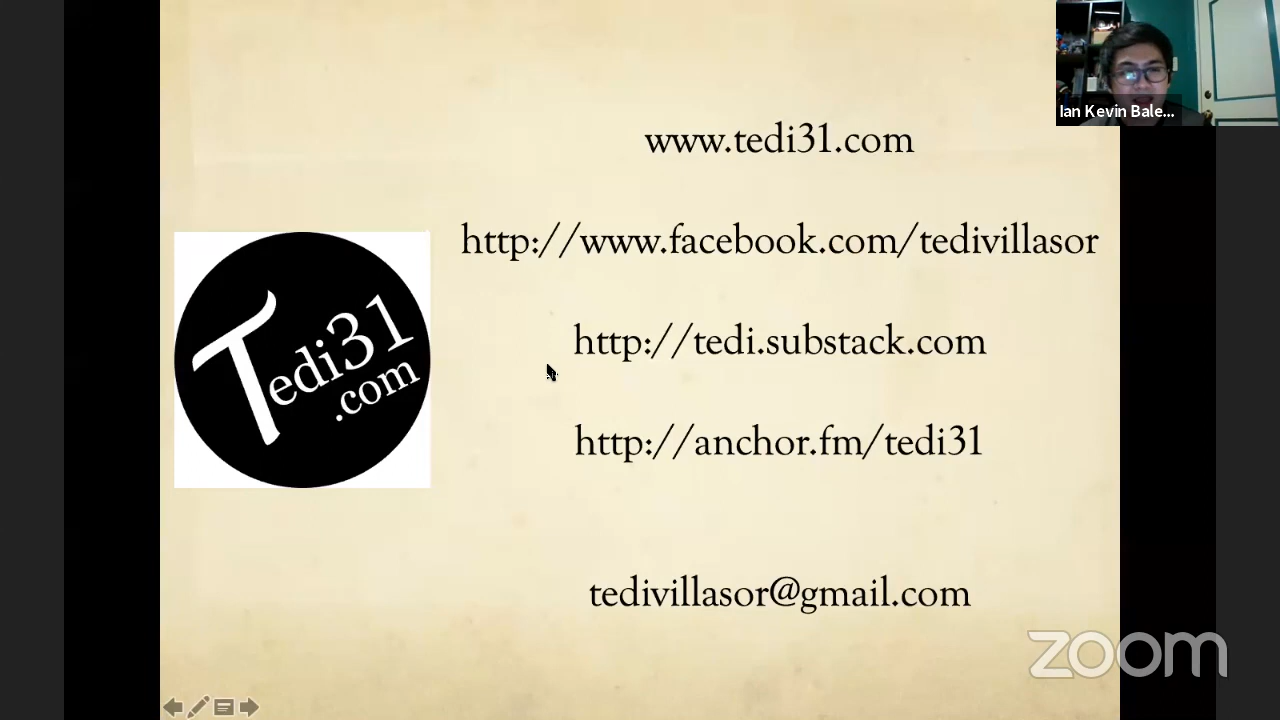 Ian Kevin Bale...
www.tedi31.com
http://www.facebook.com/tedivillasor
http://tedi.substack.com
Tedi31
.com
http://anchor.fm/tedi31
tedivillasor@gmail.com
zoom